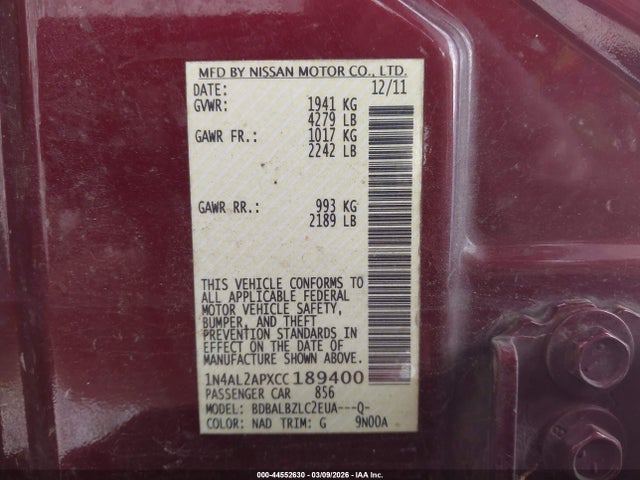 MFD BY NISSAN MOTOR CO., LTD.
DATE: 12/11
GVWR: 1941 KG
4279 LB
GAWR FR.: 1017 KG
2242 LB
GAWR RR.: 993 KG
2189 LB
THIS VEHICLE CONFORMS TO
ALL APPLICABLE FEDERAL
MOTOR VEHICLE SAFETY,
BUMPER, AND THEFT
PREVENTION STANDARDS IN
EFFECT ON THE DATE OF
MANUFACTURE SHOWN ABOVE.
1N4AL2APXCC189400
PASSENGER CAR 856
MODEL: BDBALBZLC2EUA---Q-
COLOR: NAD TRIM: G 9N00A
000-44552630 - 03/09/2026 - IAA Inc.